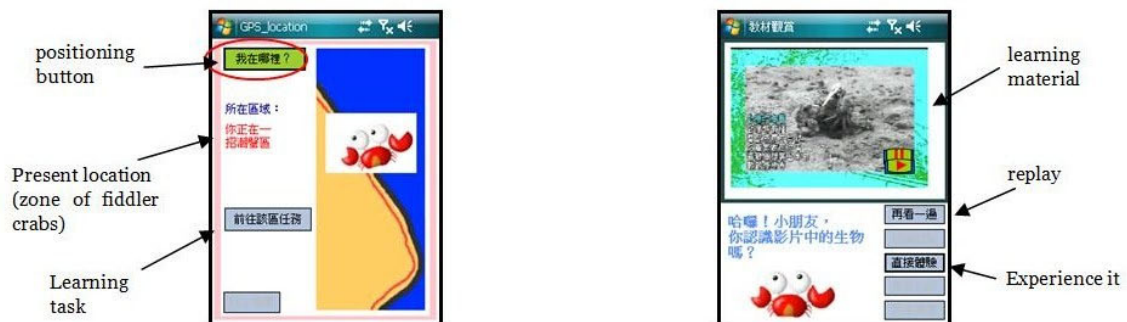 positioning
button
Present location
(zone of fiddler
crabs)
Learning
task
GPS_location
我在哪裡？
所在區域：
你正在一
招潮蟹區
前往該區任務
教材觀賞
哈囉！小朋友，
你認識影片中的生物
嗎？
再看一遍
直接體驗
learning
material
replay
Experience it